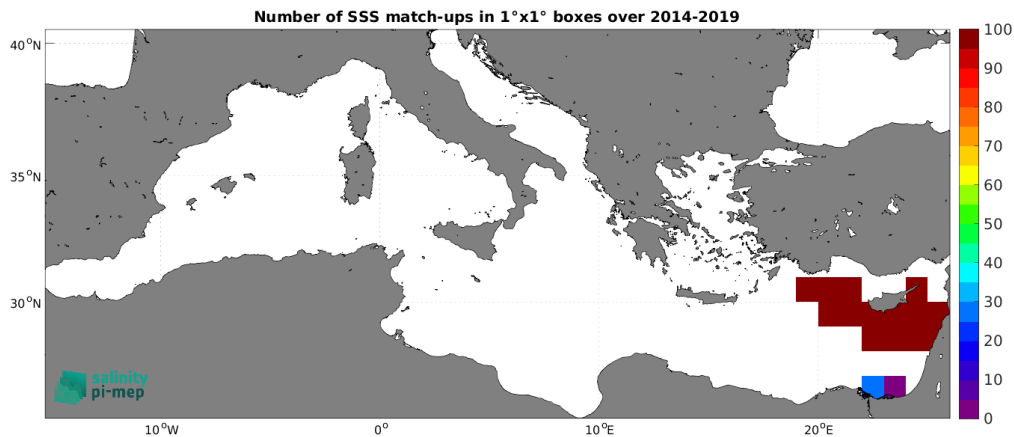 Number of SSS match-ups in 1°x1° boxes over 2014-2019
40°N
35°N
30°N
10°W
0°
10°E
20°E
100
90
80
70
60
50
40
30
20
10
0
salinity
pi-mep